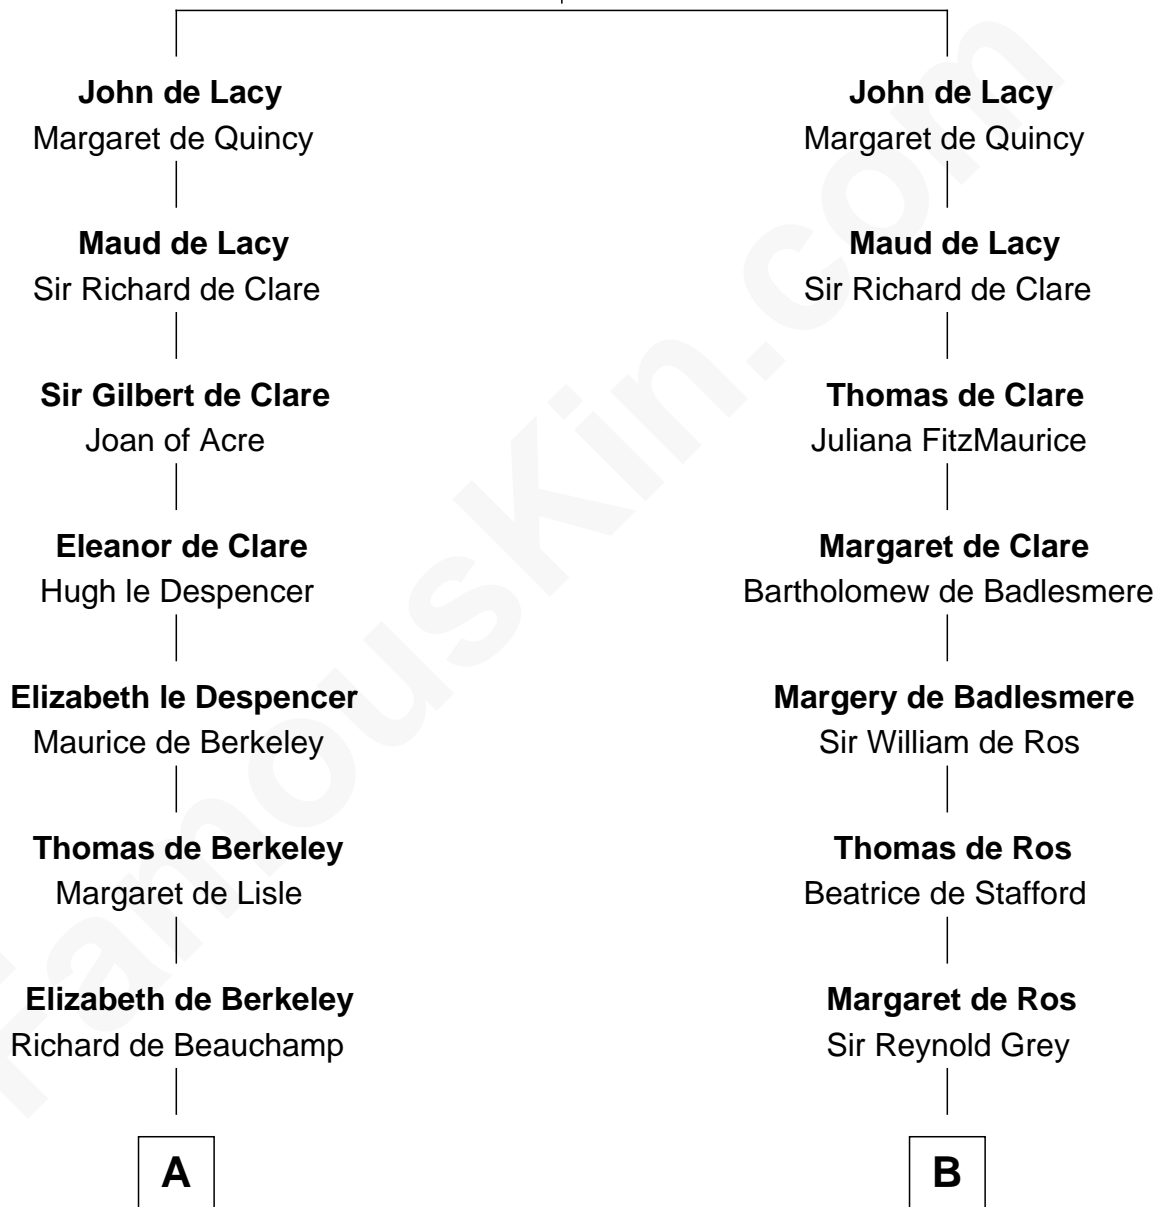 John de Lacy
Margaret de Quincy
Maud de Lacy
Sir Richard de Clare
Sir Gilbert de Clare
Joan of Acre
Eleanor de Clare
Hugh le Despencer
Elizabeth le Despencer
Maurice de Berkeley
Thomas de Berkeley
Margaret de Lisle
Elizabeth de Berkeley
Richard de Beauchamp
A
John de Lacy
Margaret de Quincy
Maud de Lacy
Sir Richard de Clare
Thomas de Clare
Juliana FitzMaurice
Margaret de Clare
Bartholomew de Badlesmere
Margery de Badlesmere
Sir William de Ros
Thomas de Ros
Beatrice de Stafford
Margaret de Ros
Sir Reynold Grey
B
FamousKin.com